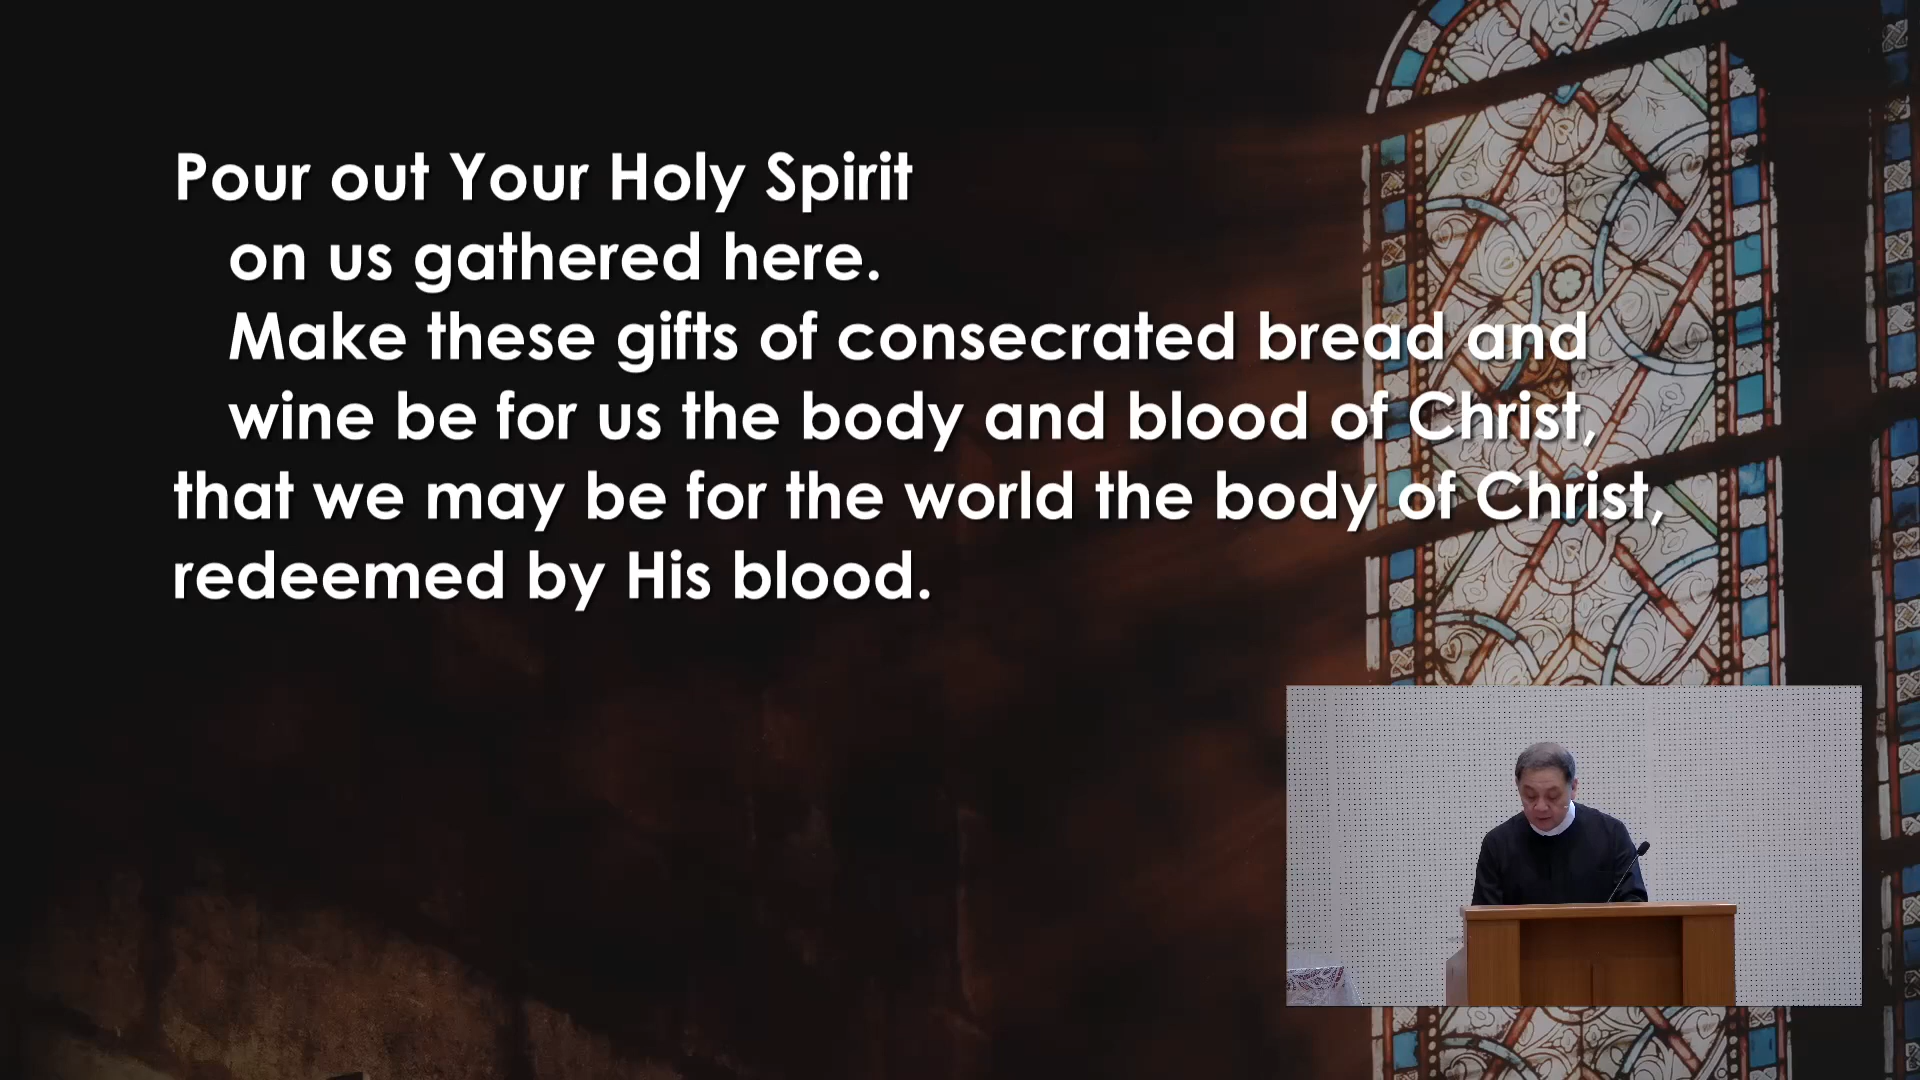 Pour out Your Holy Spirit
on us gathered here.
Make these gifts of consecrated bread and
wine be for us the body and blood of Christ,
that we may be for the world the body of Christ,
redeemed by His blood.